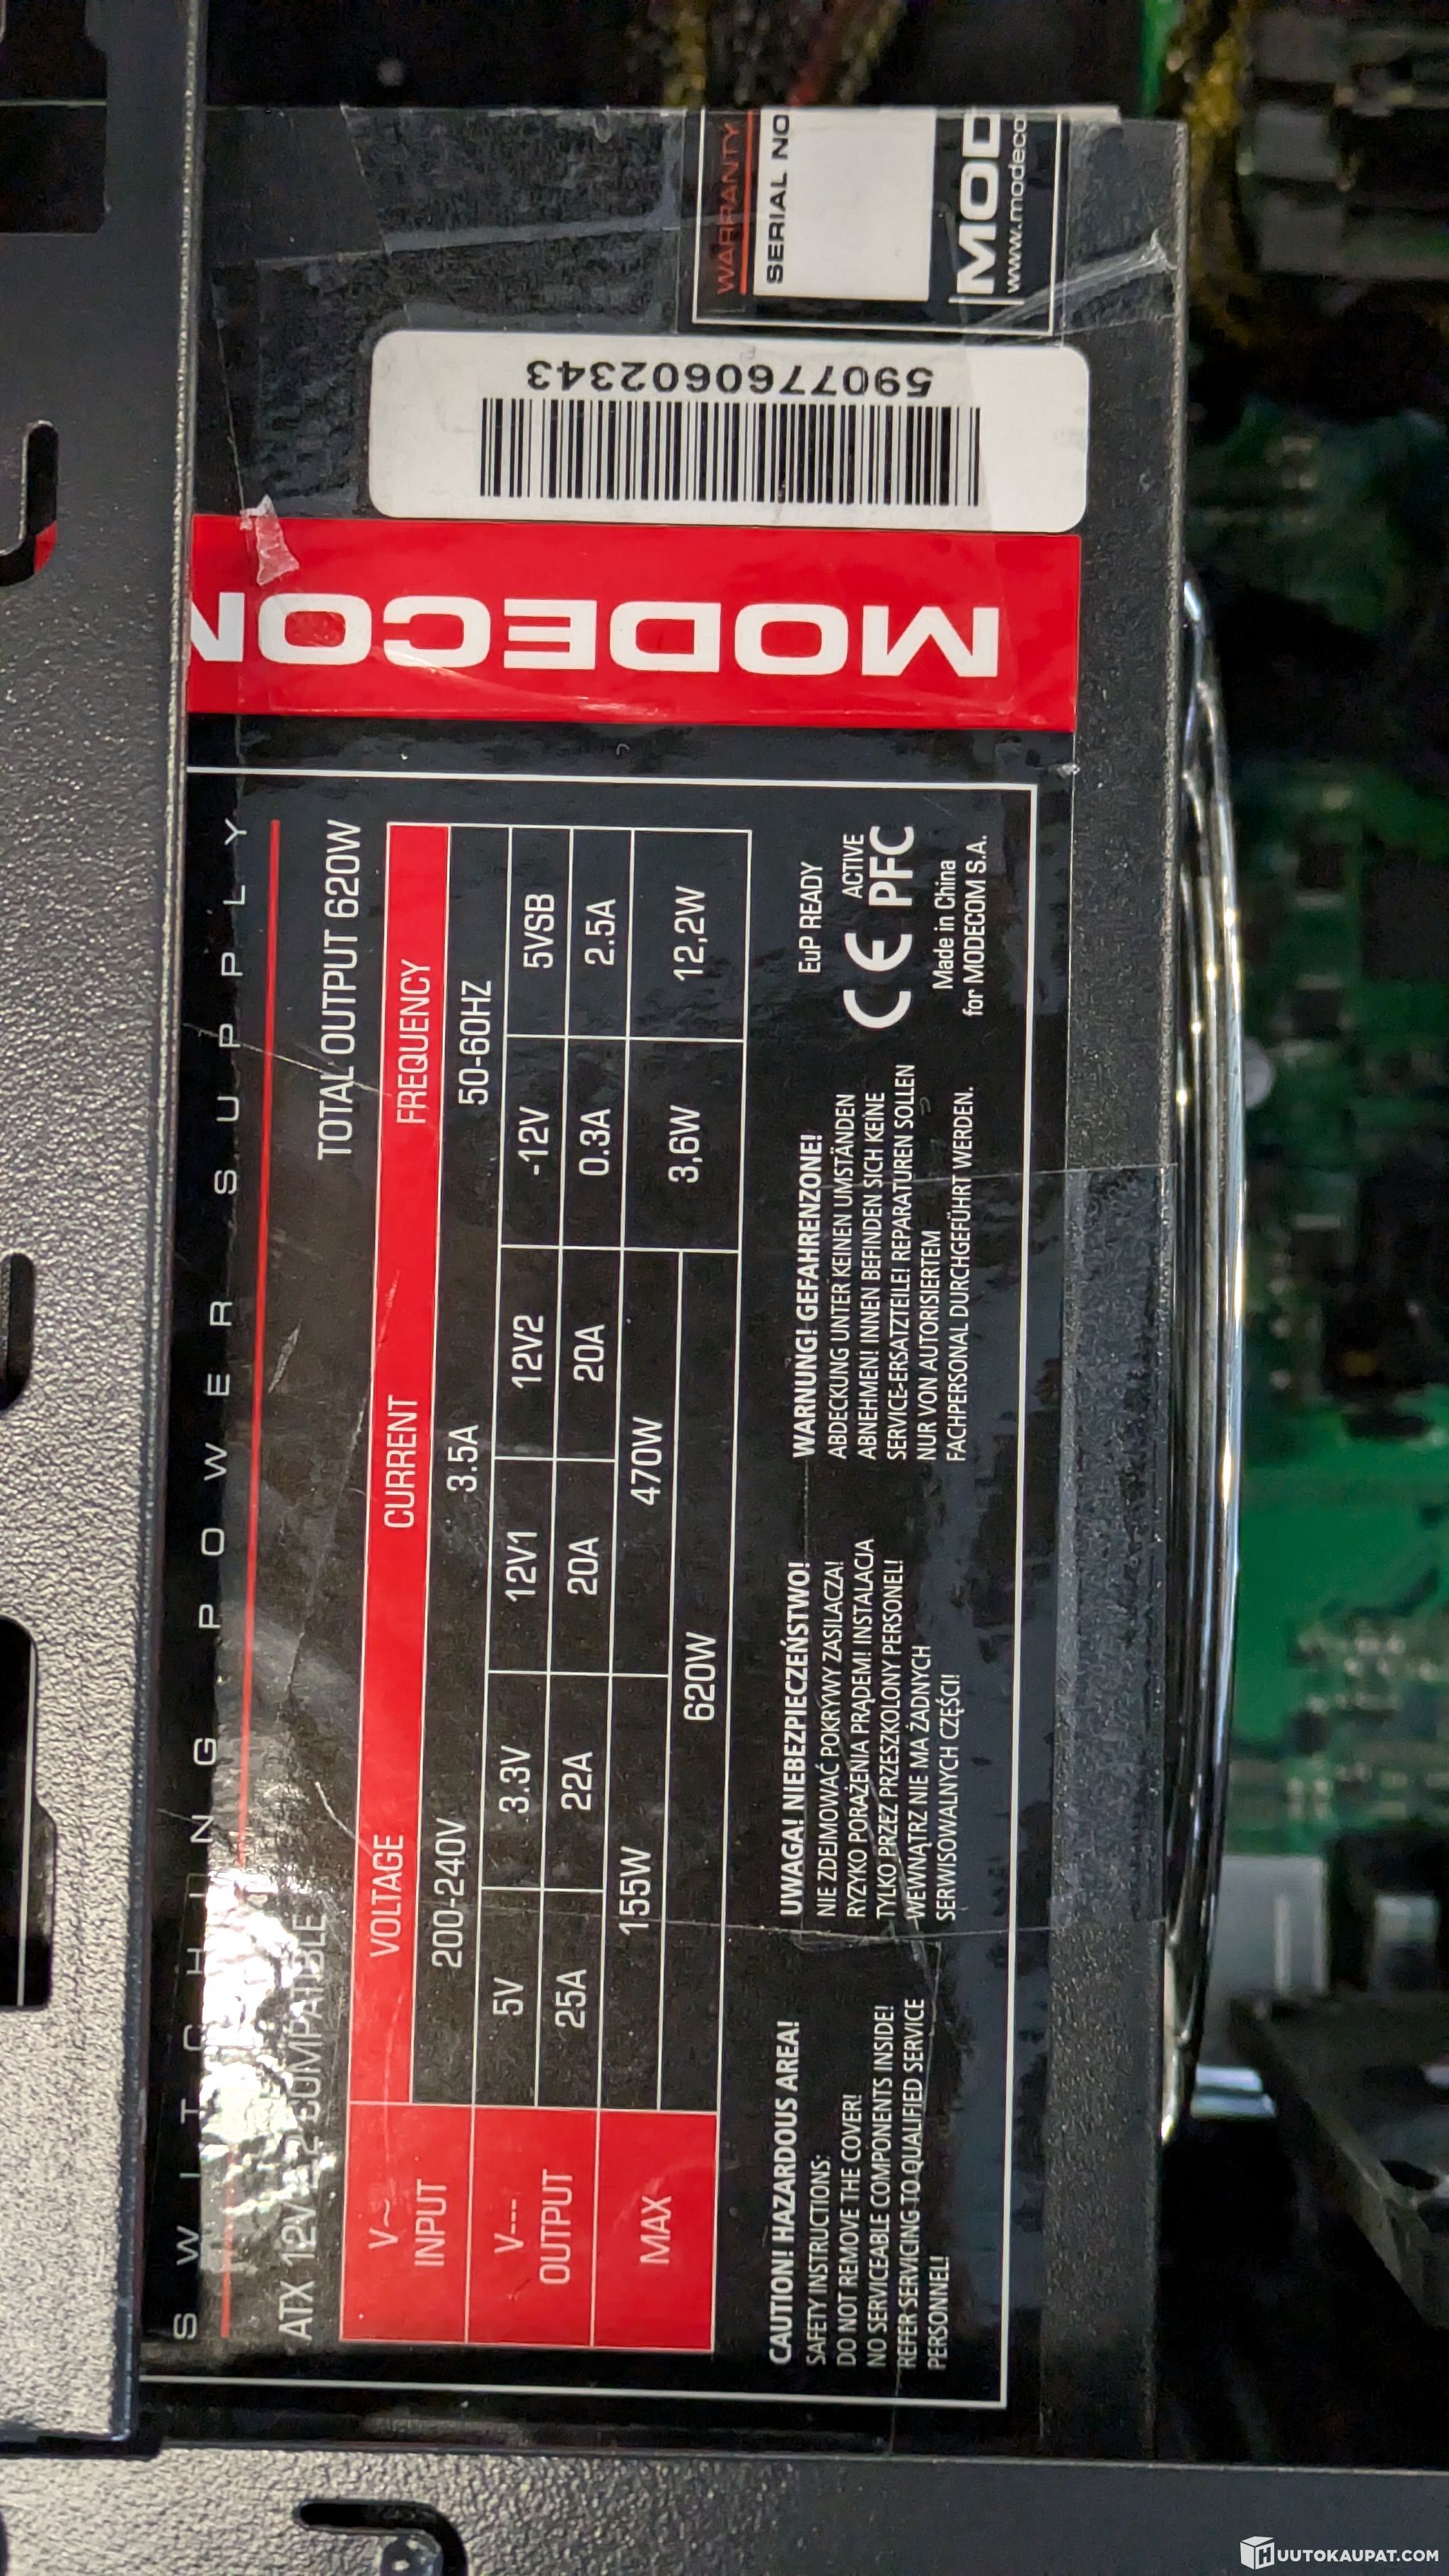 SWITCHING POWER SUPPLY
ATX 12V 2.2 COMPATIBLE TOTAL OUTPUT 620W
V~ INPUT VOLTAGE CURRENT FREQUENCY
200-240V 3.5A 50-60HZ
V--- OUTPUT 5V 3.3V 12V1 12V2 -12V 5VSB
25A 22A 20A 20A 0.3A 2.5A
MAX 155W 470W 3,6W 12,2W
620W
CAUTION! HAZARDOUS AREA!
SAFETY INSTRUCTIONS:
DO NOT REMOVE THE COVER!
NO SERVICEABLE COMPONENTS INSIDE!
REFER SERVICING TO QUALIFIED SERVICE
PERSONNEL!
UWAGA! NIEBEZPIECZEŃSTWO!
NIE ZDEJMOWAĆ POKRYWY ZASILACZA!
RYZYKO PORAŻENIA PRĄDEM! INSTALACJA
TYLKO PRZEZ PRZESZKOLONY PERSONEL!
WEWNĄTRZ NIE MA ŻADNYCH
SERWISOWALNYCH CZĘŚCI!
WARNUNG! GEFAHRENZONE!
ABDECKUNG UNTER KEINEN UMSTÄNDEN
ABNEHMEN! INNEN BEFINDEN SICH KEINE
SERVICE-ERSATZTEILE! REPARATUREN SOLLEN
NUR VON AUTORISIERTEM
FACHPERSONAL DURCHGEFÜHRT WERDEN.
EuP READY
CE ACTIVE
PFC
Made in China
for MODECOM S.A.
MODECOM
5907760602343
WARRANTY
SERIAL NO
MOD
www.modeco
HUUTOKAUPAT.COM